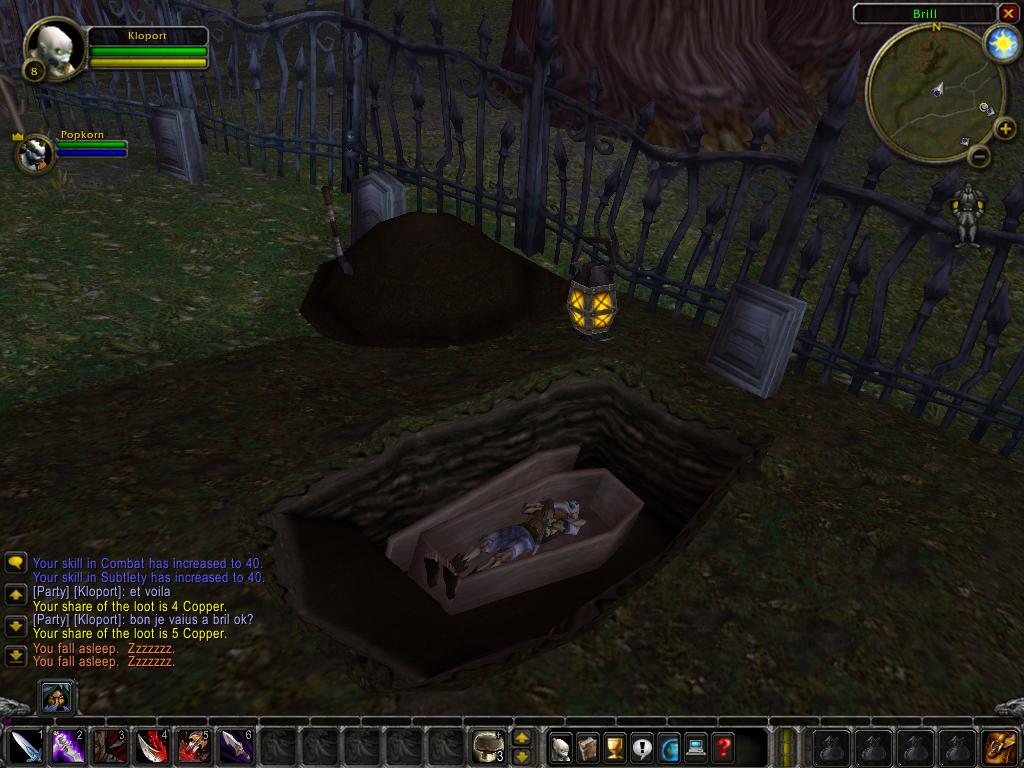 Kloport
8
Popkorn
Brill
N
Your skill in Combat has increased to 40.
Your skill in Subtlety has increased to 40.
[Party] [Kloport]: et voila
Your share of the loot is 4 Copper.
[Party] [Kloport]: bon je vaius a bril ok?
Your share of the loot is 5 Copper.
You fall asleep. Zzzzzzz.
You fall asleep. Zzzzzzz.
1 2 3 4 5 6 3